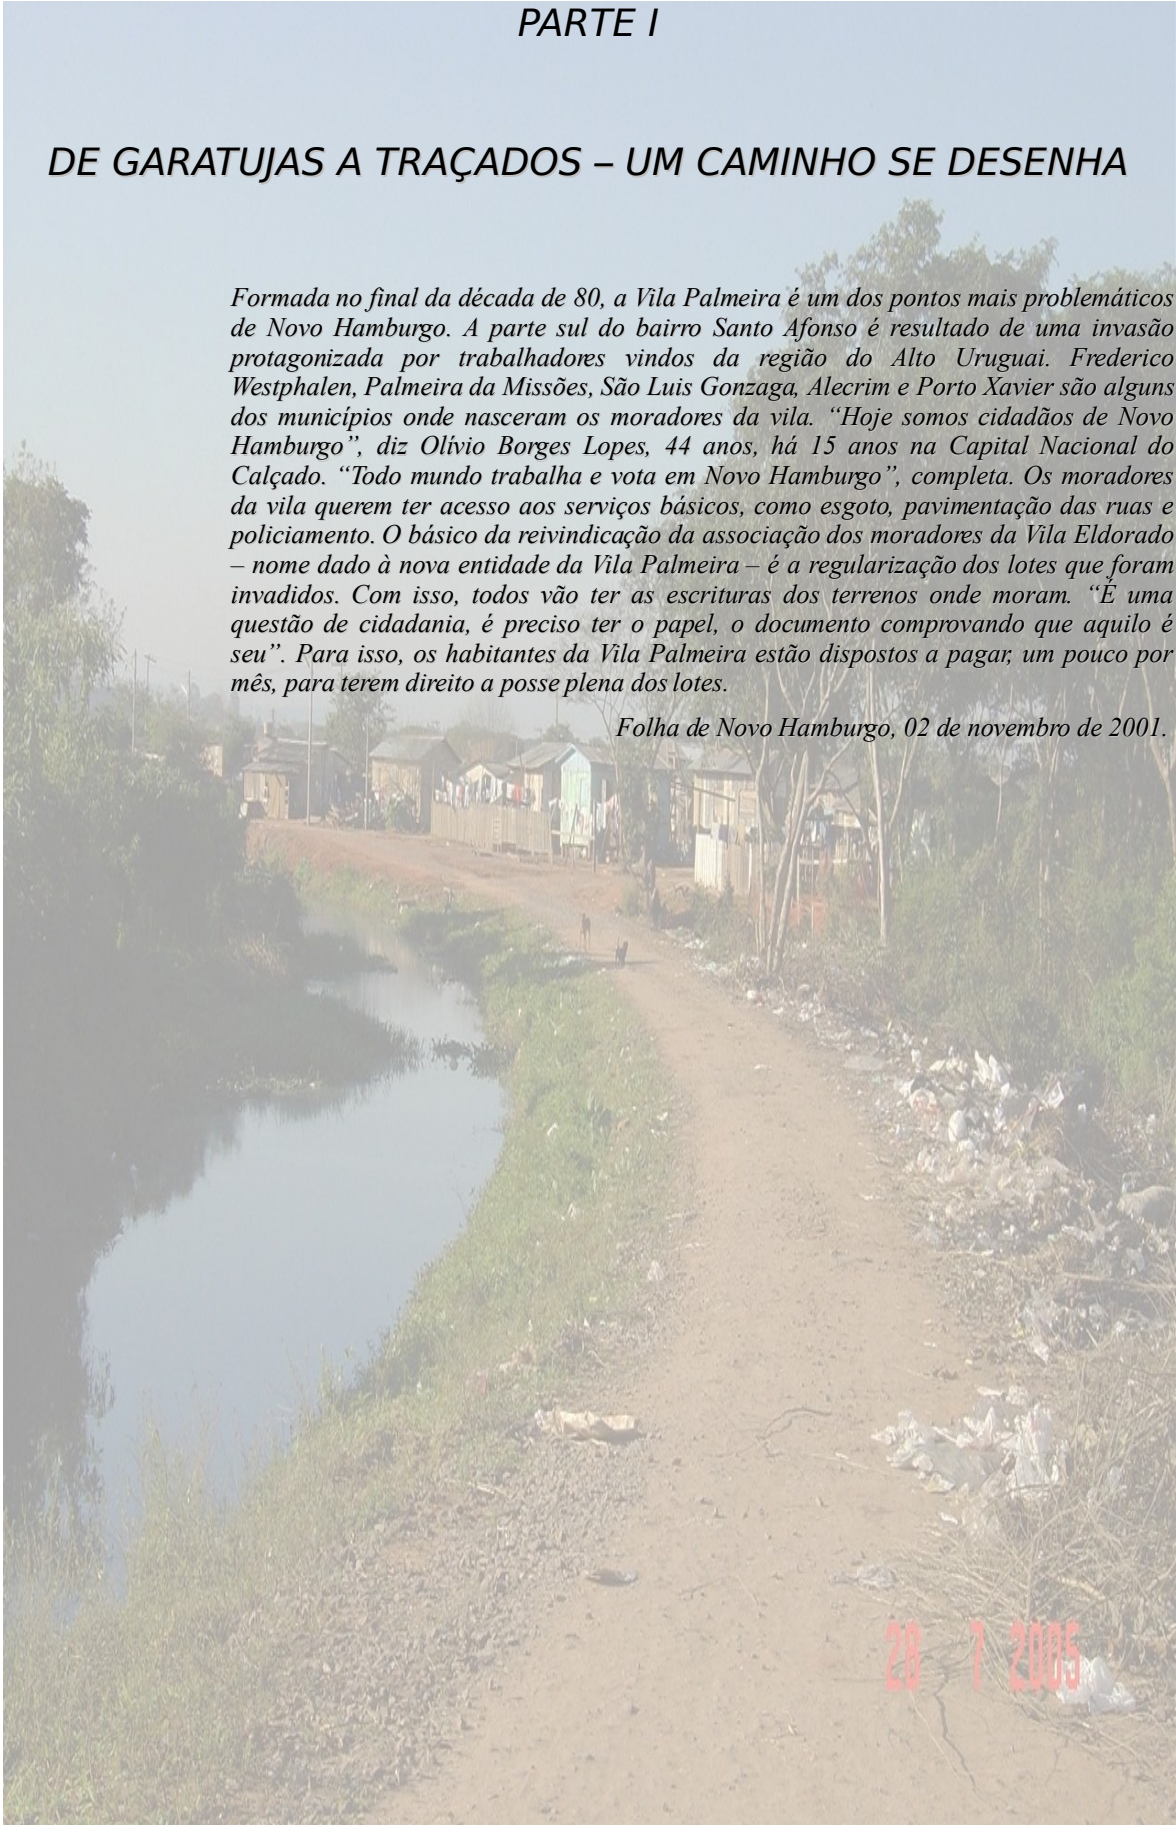 PARTE I
DE GARATUJAS A TRAÇADOS – UM CAMINHO SE DESENHA
Formada no final da década de 80, a Vila Palmeira é um dos pontos mais problemáticos
de Novo Hamburgo. A parte sul do bairro Santo Afonso é resultado de uma invasão
protagonizada por trabalhadores vindos da região do Alto Uruguai. Frederico
Westphalen, Palmeira da Missões, São Luis Gonzaga, Alecrim e Porto Xavier são alguns
dos municípios onde nasceram os moradores da vila. “Hoje somos cidadãos de Novo
Hamburgo”, diz Olívio Borges Lopes, 44 anos, há 15 anos na Capital Nacional do
Calçado. “Todo mundo trabalha e vota em Novo Hamburgo”, completa. Os moradores
da vila querem ter acesso aos serviços básicos, como esgoto, pavimentação das ruas e
policiamento. O básico da reivindicação da associação dos moradores da Vila Eldorado
– nome dado à nova entidade da Vila Palmeira – é a regularização dos lotes que foram
invadidos. Com isso, todos vão ter as escrituras dos terrenos onde moram. “É uma
questão de cidadania, é preciso ter o papel, o documento comprovando que aquilo é
seu”. Para isso, os habitantes da Vila Palmeira estão dispostos a pagar, um pouco por
mês, para terem direito a posse plena dos lotes.
Folha de Novo Hamburgo, 02 de novembro de 2001.
28 7 2005